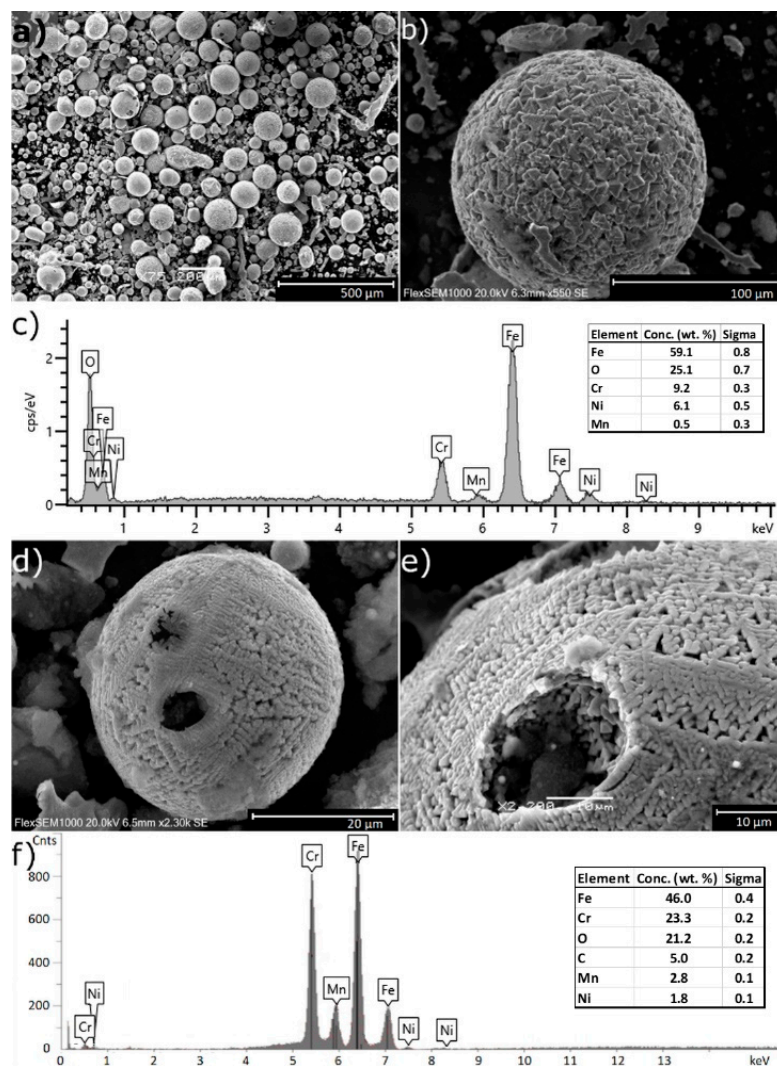 a)
X75 200µm
500 µm
b)
FlexSEM1000 20.0kV 6.3mm x550 SE
100 µm
c)
cps/eV
2
1
0
O
Fe
Cr
Ni
Mn
Cr
Mn
Fe
Fe
Ni
Ni
1 2 3 4 5 6 7 8 9 keV
Element Conc. (wt. %) Sigma
Fe 59.1 0.8
O 25.1 0.7
Cr 9.2 0.3
Ni 6.1 0.5
Mn 0.5 0.3
d)
FlexSEM1000 20.0kV 6.5mm x2.30k SE
20 µm
e)
X2-200 10µm
10 µm
f)
Cnts
800
600
400
200
0
Ni
Cr
Cr
Mn
Fe
Fe
Ni
Ni
0 1 2 3 4 5 6 7 8 9 10 11 12 13 keV
Element Conc. (wt. %) Sigma
Fe 46.0 0.4
Cr 23.3 0.2
O 21.2 0.2
C 5.0 0.2
Mn 2.8 0.1
Ni 1.8 0.1